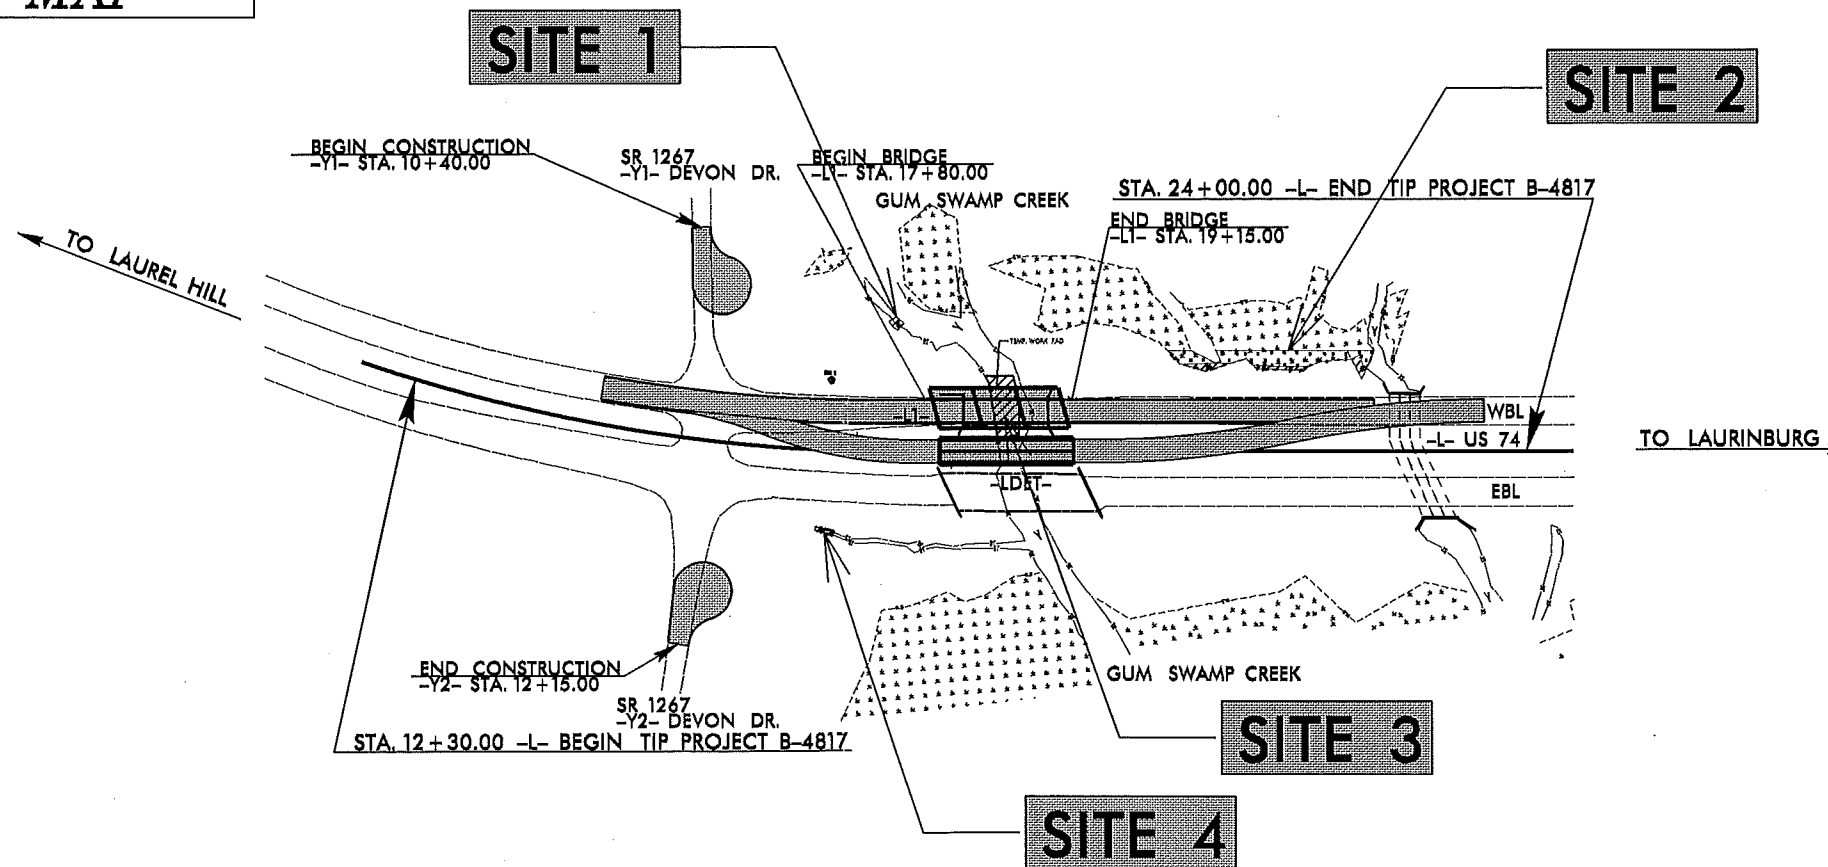 MAP
SITE 1
SITE 2
BEGIN CONSTRUCTION
-Y1- STA. 10+40.00
SR 1267
-Y1- DEVON DR.
BEGIN BRIDGE
-L1- STA. 17+80.00
GUM SWAMP CREEK
STA. 24+00.00 -L- END TIP PROJECT B-4817
END BRIDGE
-L1- STA. 19+15.00
TO LAUREL HILL
TEMP. WORK PAD
-L1-
WBL
-L- US 74
TO LAURINBURG
-LDET-
EBL
END CONSTRUCTION
-Y2- STA. 12+15.00
GUM SWAMP CREEK
SR 1267
-Y2- DEVON DR.
STA. 12+30.00 -L- BEGIN TIP PROJECT B-4817
SITE 3
SITE 4